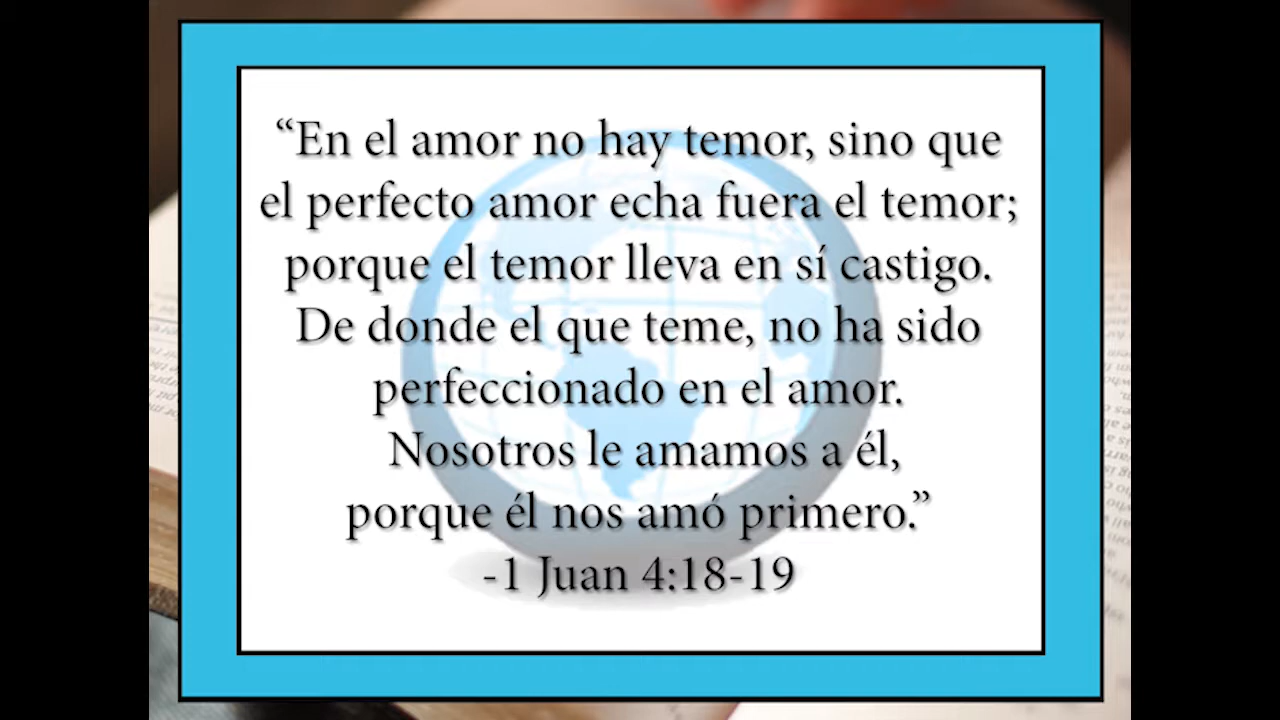 “En el amor no hay temor, sino que
el perfecto amor echa fuera el temor;
porque el temor lleva en sí castigo.
De donde el que teme, no ha sido
perfeccionado en el amor.
Nosotros le amamos a él,
porque él nos amó primero.”
-1 Juan 4:18-19